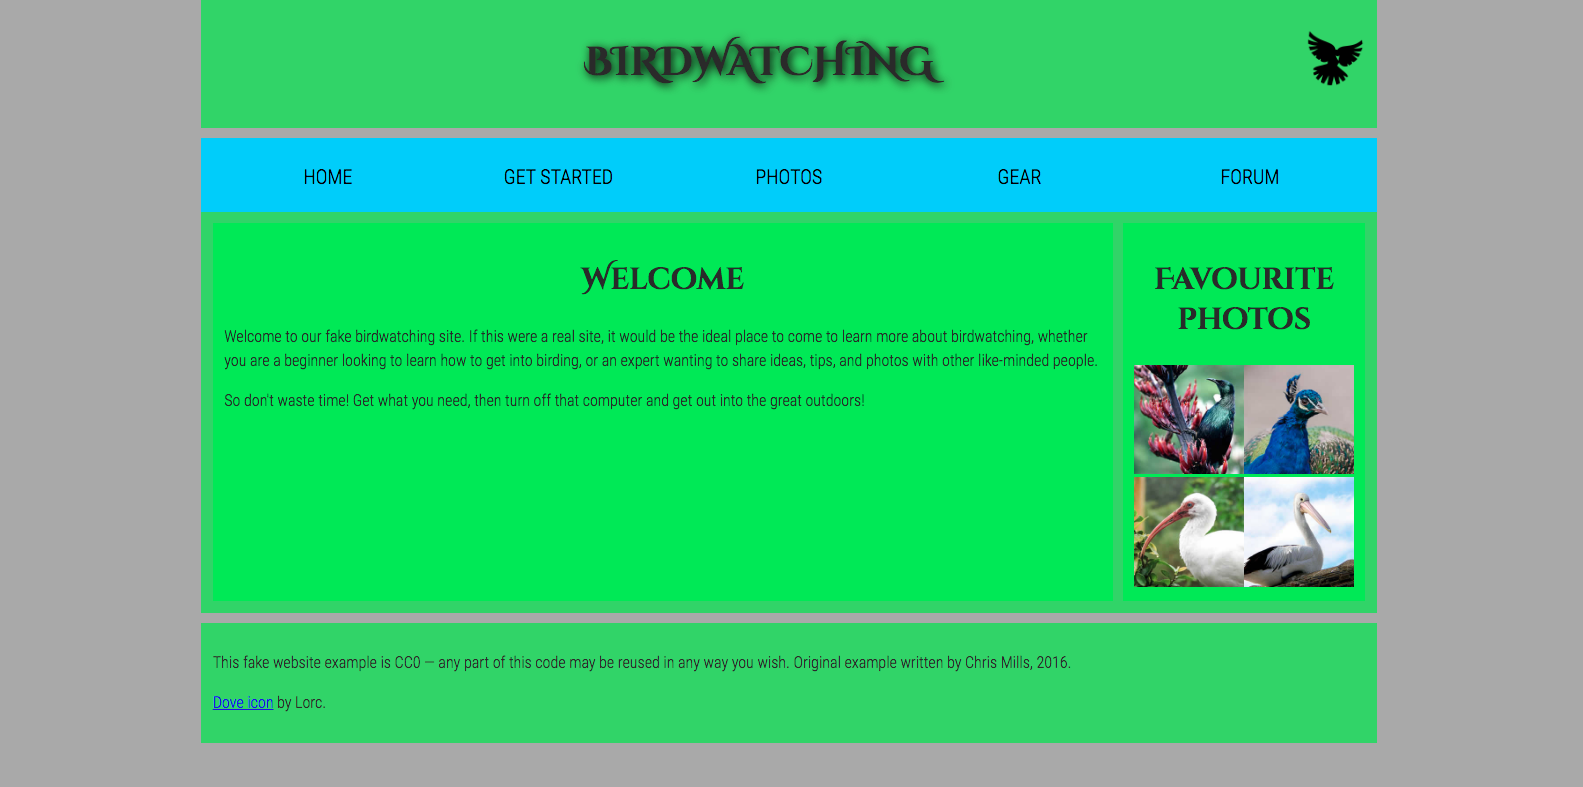 BIRDWATCHING
HOME
GET STARTED
PHOTOS
GEAR
FORUM
WELCOME
Welcome to our fake birdwatching site. If this were a real site, it would be the ideal place to come to learn more about birdwatching, whether
you are a beginner looking to learn how to get into birding, or an expert wanting to share ideas, tips, and photos with other like-minded people.
So don't waste time! Get what you need, then turn off that computer and get out into the great outdoors!
FAVOURITE
PHOTOS
This fake website example is CC0 — any part of this code may be reused in any way you wish. Original example written by Chris Mills, 2016.
Dove icon by Lorc.